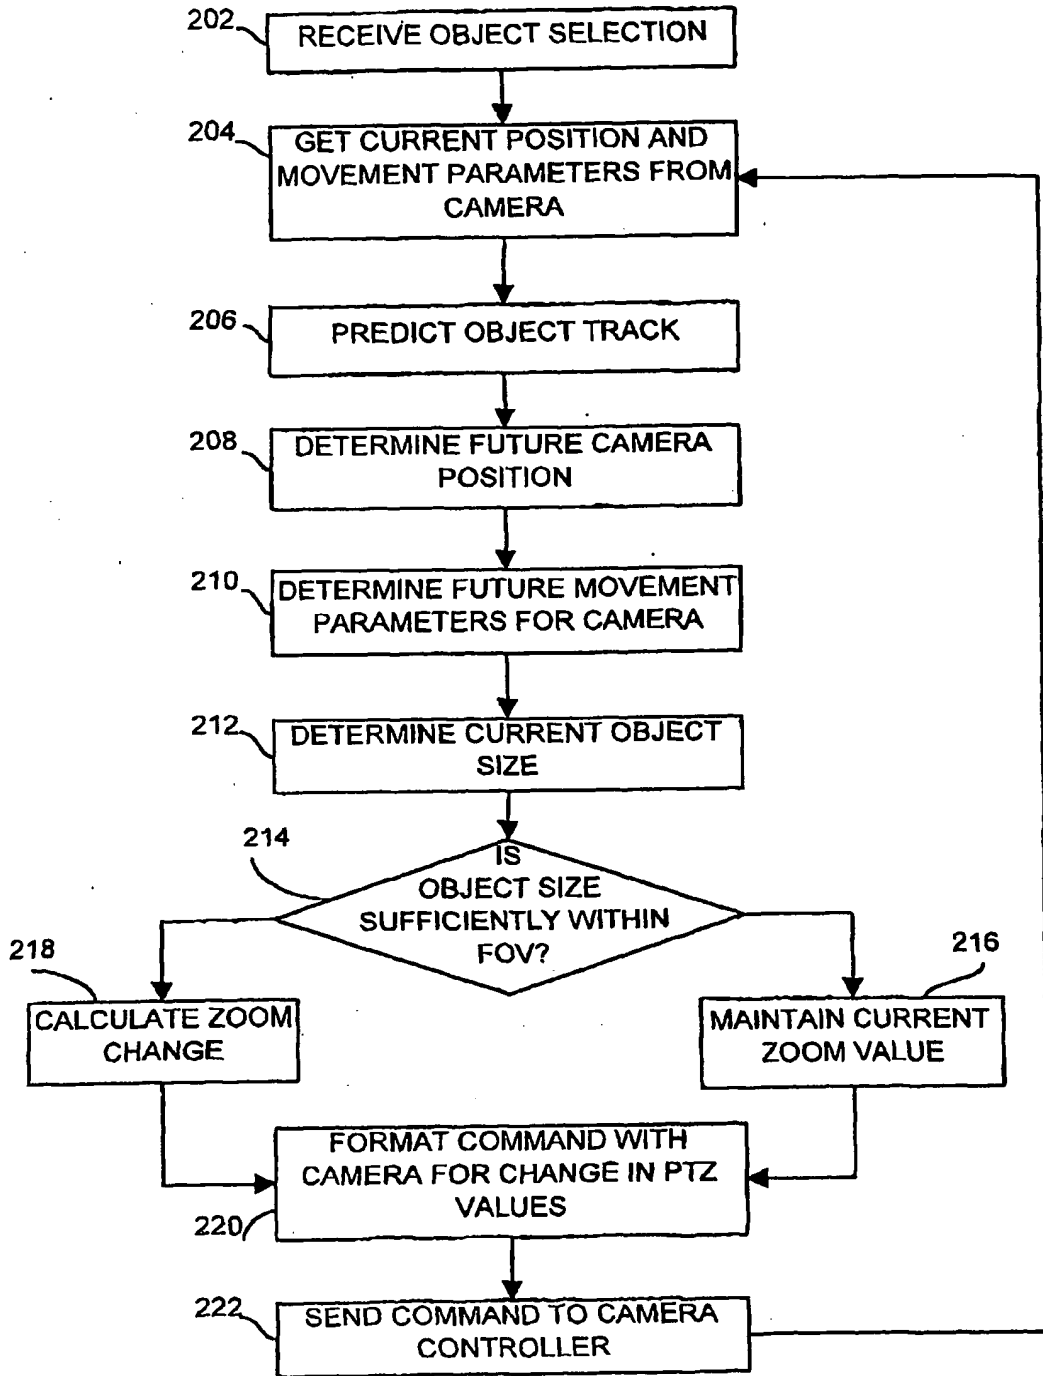 202
RECEIVE OBJECT SELECTION
204
GET CURRENT POSITION AND
MOVEMENT PARAMETERS FROM
CAMERA
206
PREDICT OBJECT TRACK
208
DETERMINE FUTURE CAMERA
POSITION
210
DETERMINE FUTURE MOVEMENT
PARAMETERS FOR CAMERA
212
DETERMINE CURRENT OBJECT
SIZE
214
IS
OBJECT SIZE
SUFFICIENTLY WITHIN
FOV?
218
CALCULATE ZOOM
CHANGE
216
MAINTAIN CURRENT
ZOOM VALUE
FORMAT COMMAND WITH
CAMERA FOR CHANGE IN PTZ
VALUES
220
222
SEND COMMAND TO CAMERA
CONTROLLER